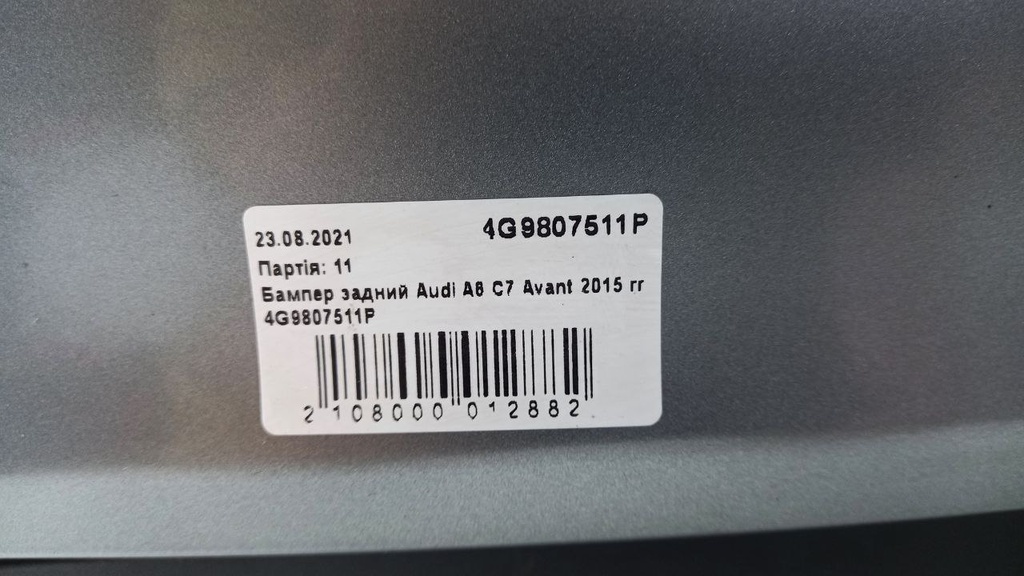 23.08.2021 4G9807511P
Партія: 11
Бампер задний Audi A6 C7 Avant 2015 гг
4G9807511P
2 108000 012882